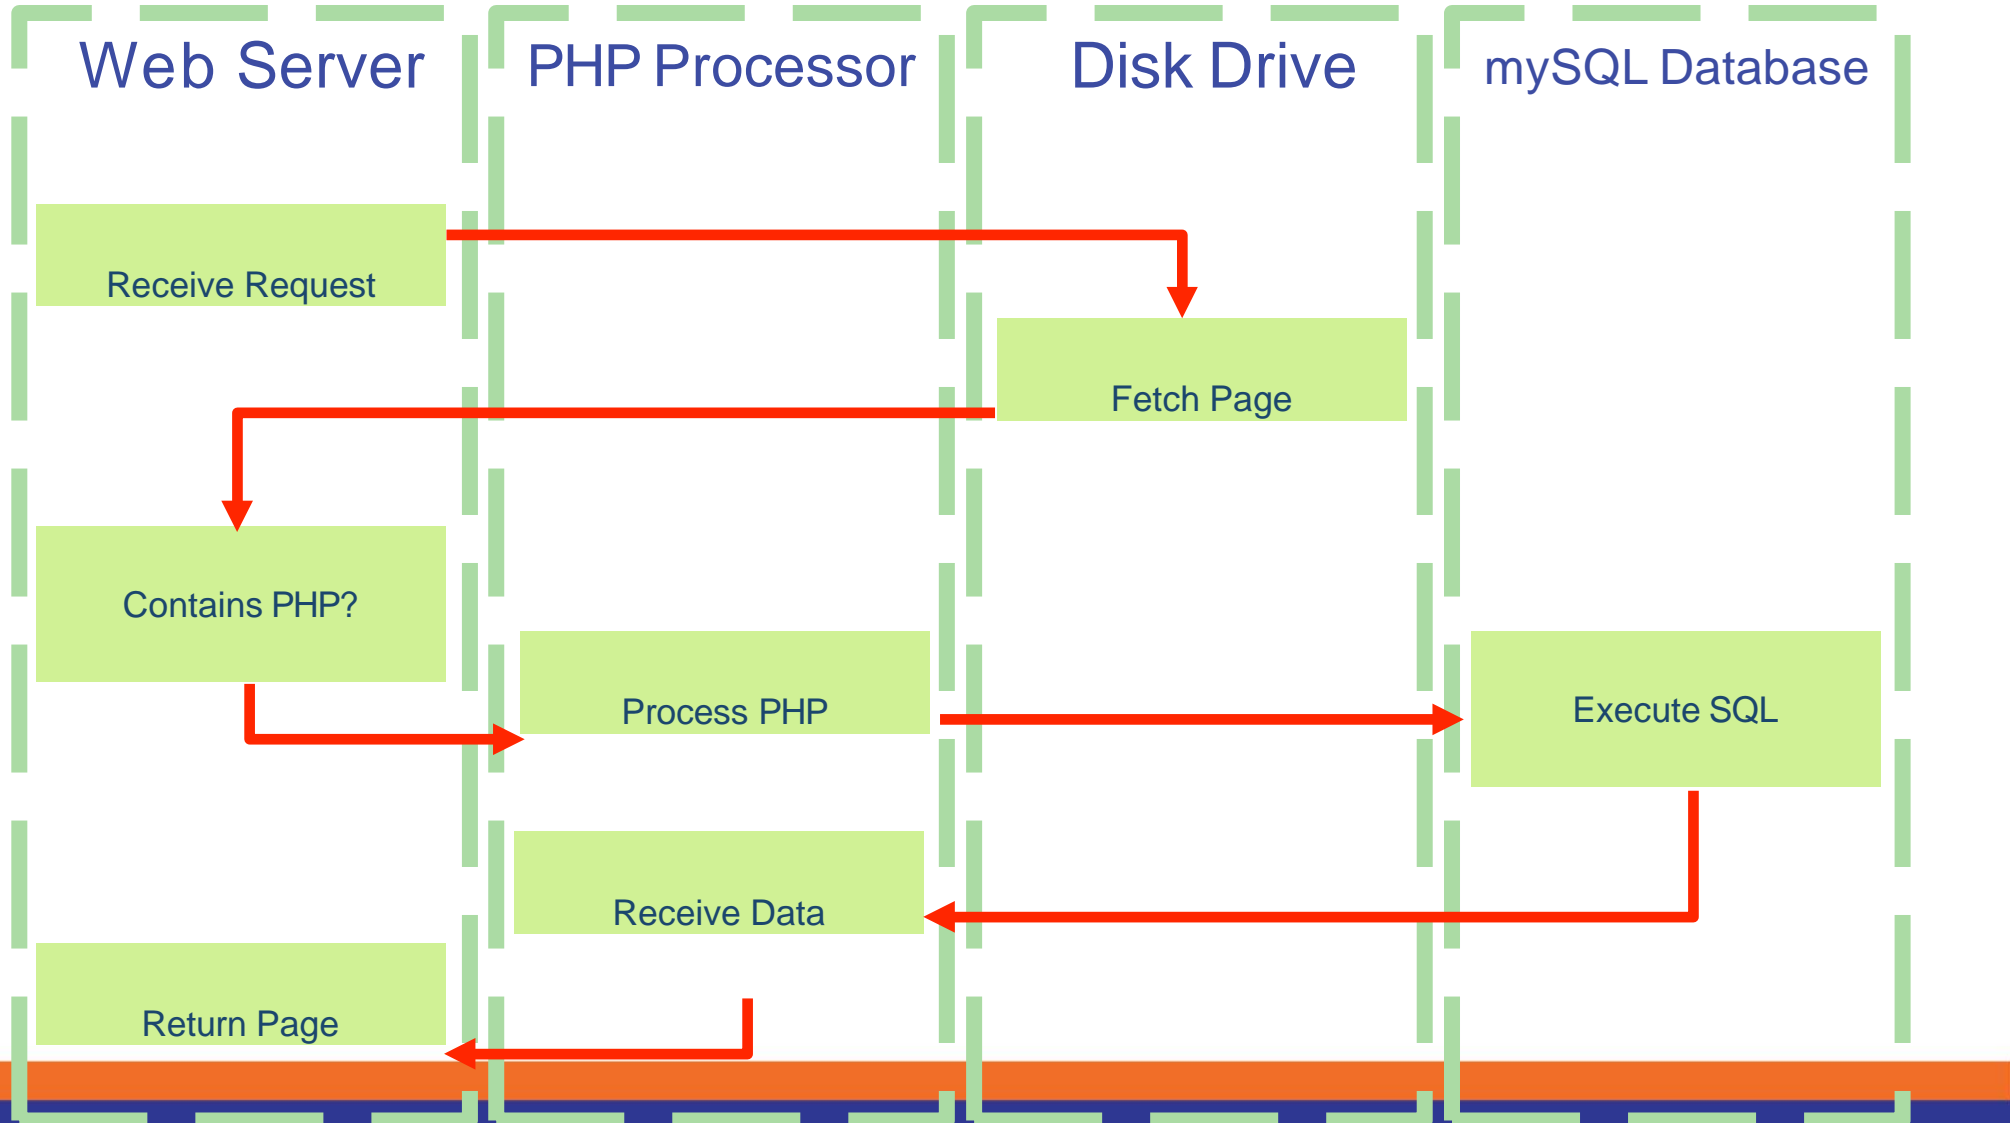 Web Server
PHP Processor
Disk Drive
mySQL Database
Receive Request
Fetch Page
Contains PHP?
Process PHP
Execute SQL
Receive Data
Return Page